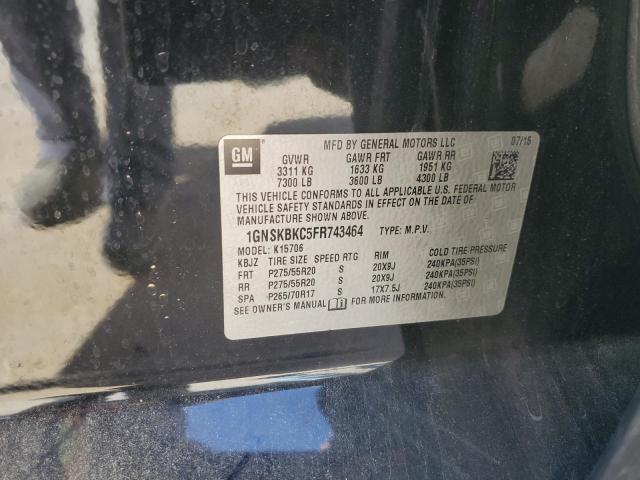 GM
MFD BY GENERAL MOTORS LLC 07/15
GVWR GAWR FRT GAWR RR
3311 KG 1633 KG 1951 KG
7300 LB 3600 LB 4300 LB
THIS VEHICLE CONFORMS TO ALL APPLICABLE U.S. FEDERAL MOTOR
VEHICLE SAFETY STANDARDS IN EFFECT ON THE DATE OF
MANUFACTURE SHOWN ABOVE.
1GNSKBKC5FR743464 TYPE: M.P.V.
MODEL: K15706
KBJZ TIRE SIZE SPEED RTG RIM COLD TIRE PRESSURE
FRT P275/55R20 S 20X9J 240KPA(35PSI)
RR P275/55R20 S 20X9J 240KPA(35PSI)
SPA P265/70R17 S 17X7.5J 240KPA(35PSI)
SEE OWNER'S MANUAL FOR MORE INFORMATION.